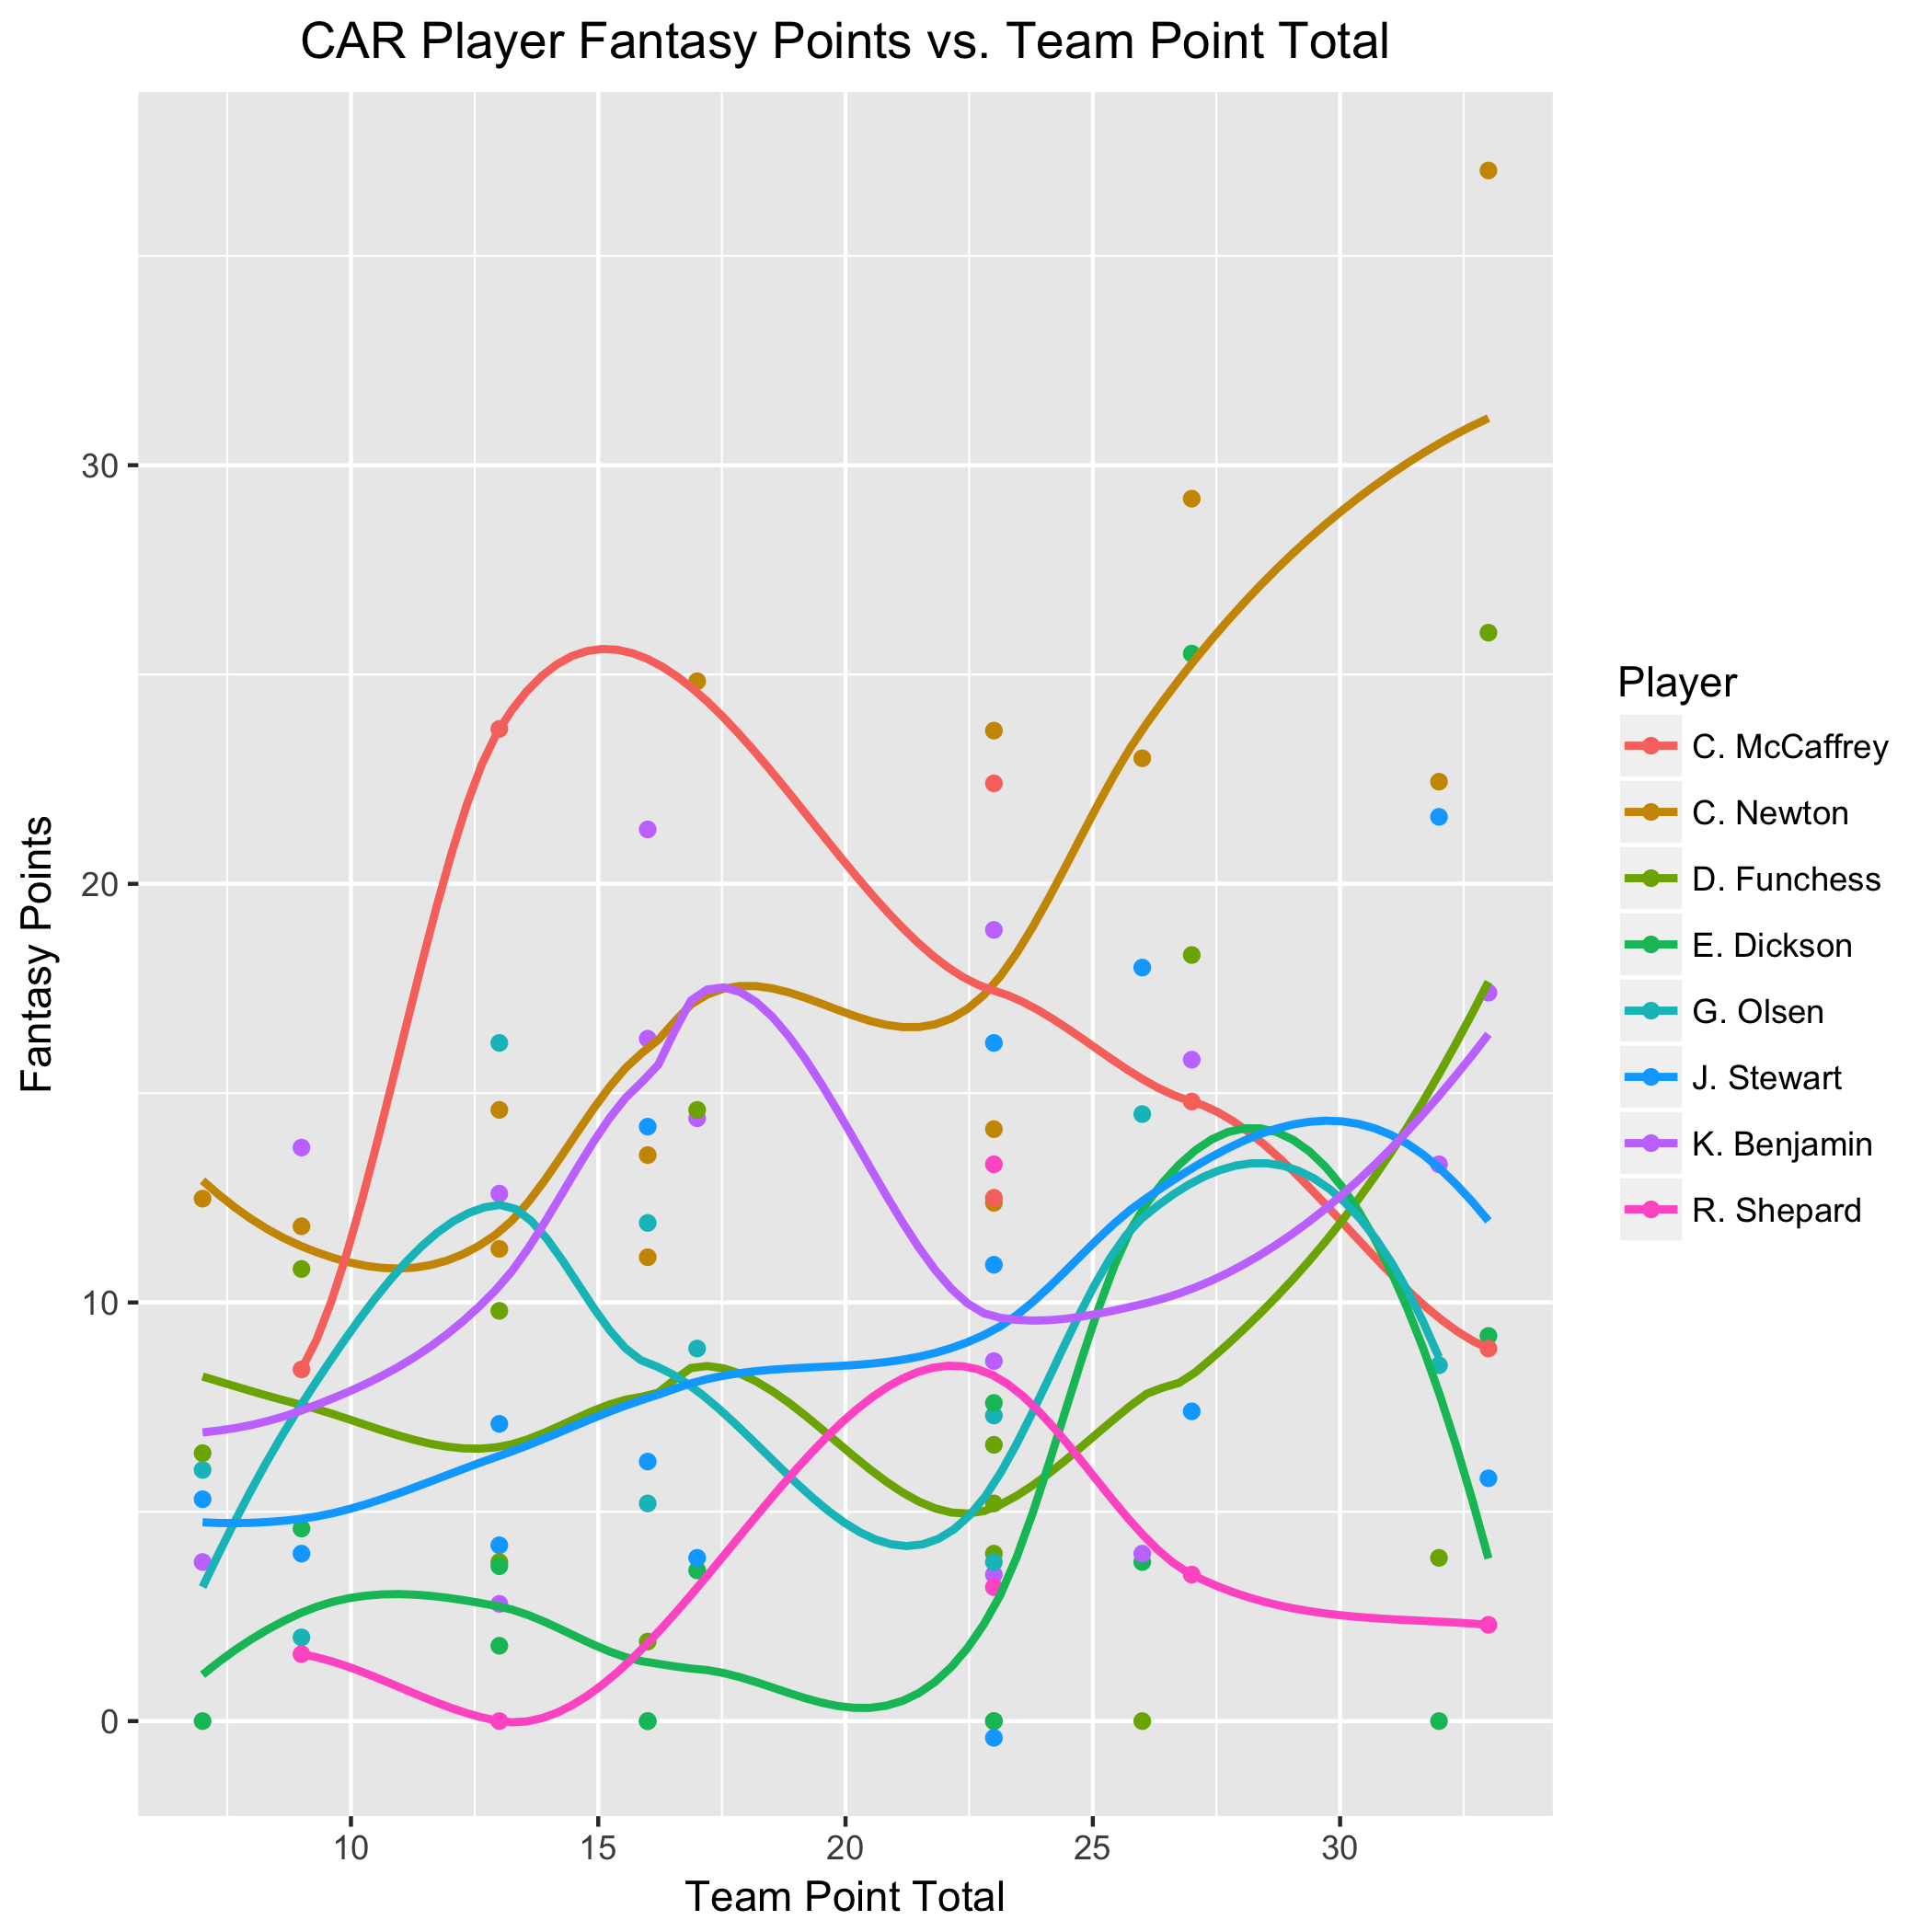 CAR Player Fantasy Points vs. Team Point Total
30
20
10
0
Fantasy Points
10 15 20 25 30
Team Point Total
Player
C. McCaffrey
C. Newton
D. Funchess
E. Dickson
G. Olsen
J. Stewart
K. Benjamin
R. Shepard